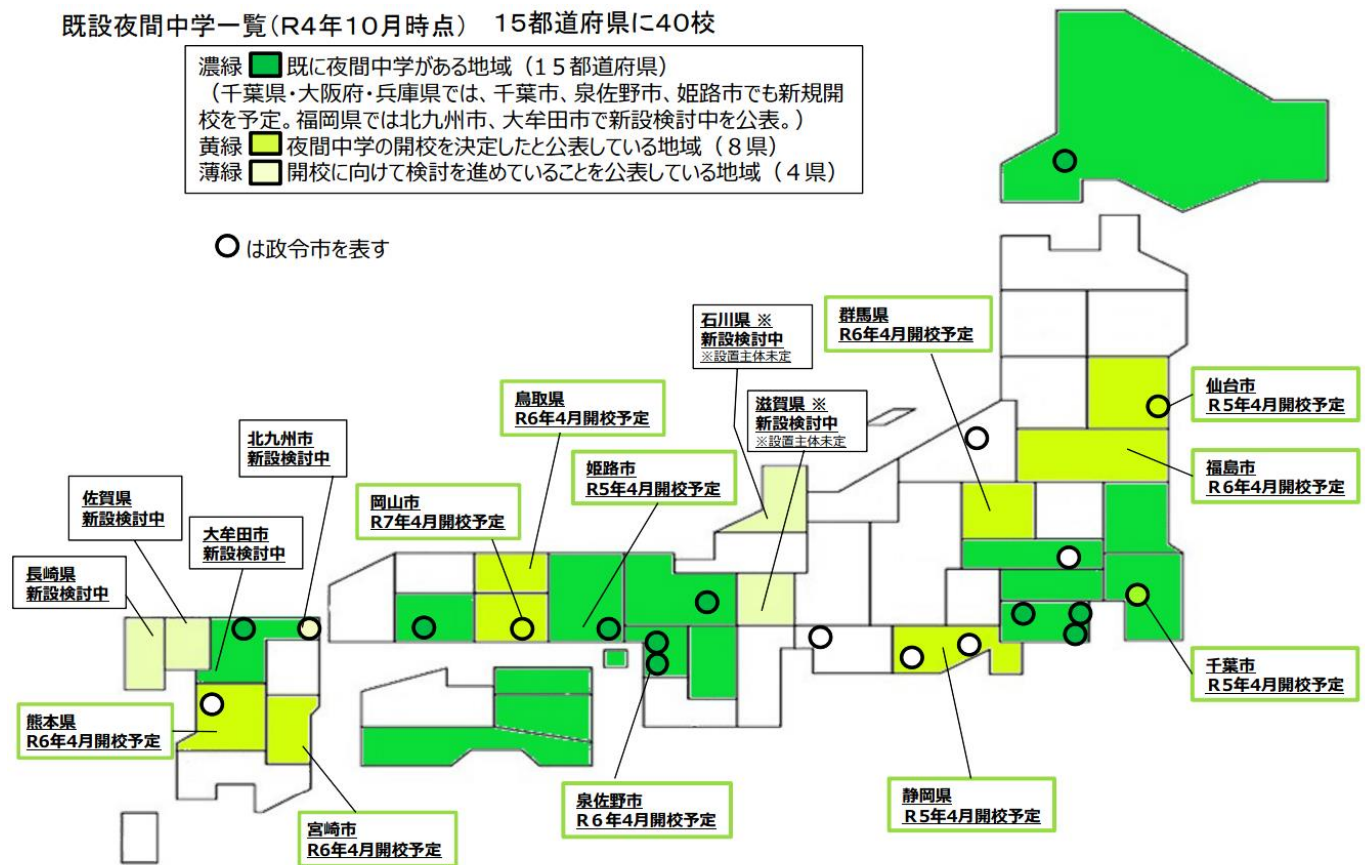 既設夜間中学一覧(R4年10月時点) 15都道府県に40校
濃緑 既に夜間中学がある地域（15都道府県）
（千葉県・大阪府・兵庫県では、千葉市、泉佐野市、姫路市でも新規開
校を予定。福岡県では北九州市、大牟田市で新設検討中を公表。）
黄緑 夜間中学の開校を決定したと公表している地域（8県）
薄緑 開校に向けて検討を進めていることを公表している地域（4県）
は政令市を表す
石川県 ※
新設検討中
※設置主体未定
群馬県
R6年4月開校予定
滋賀県 ※
新設検討中
※設置主体未定
仙台市
R5年4月開校予定
鳥取県
R6年4月開校予定
北九州市
新設検討中
姫路市
R5年4月開校予定
福島市
R6年4月開校予定
佐賀県
新設検討中
岡山市
R7年4月開校予定
大牟田市
新設検討中
長崎県
新設検討中
千葉市
R5年4月開校予定
熊本県
R6年4月開校予定
宮崎市
R6年4月開校予定
泉佐野市
R6年4月開校予定
静岡県
R5年4月開校予定